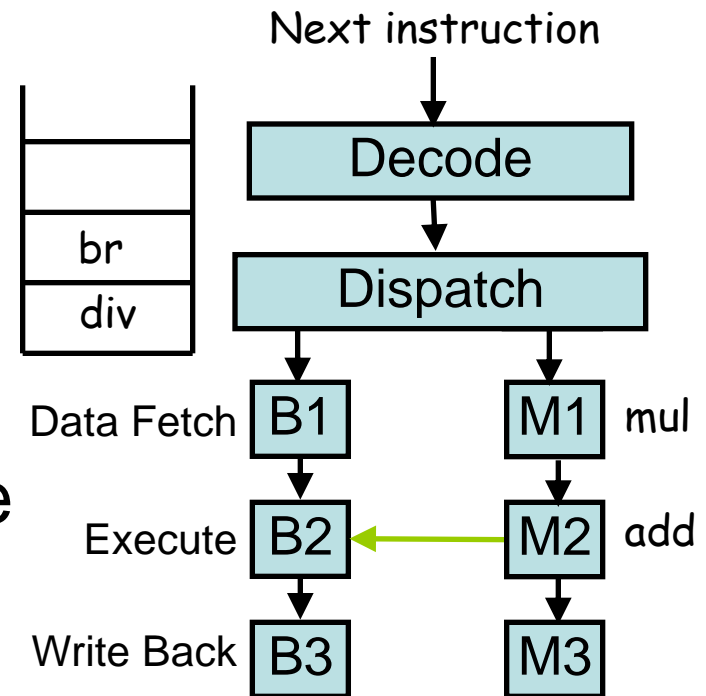 Next instruction
Decode
br
div
Dispatch
Data Fetch B1 M1 mul
e
Execute B2 M2 add
Write Back B3 M3